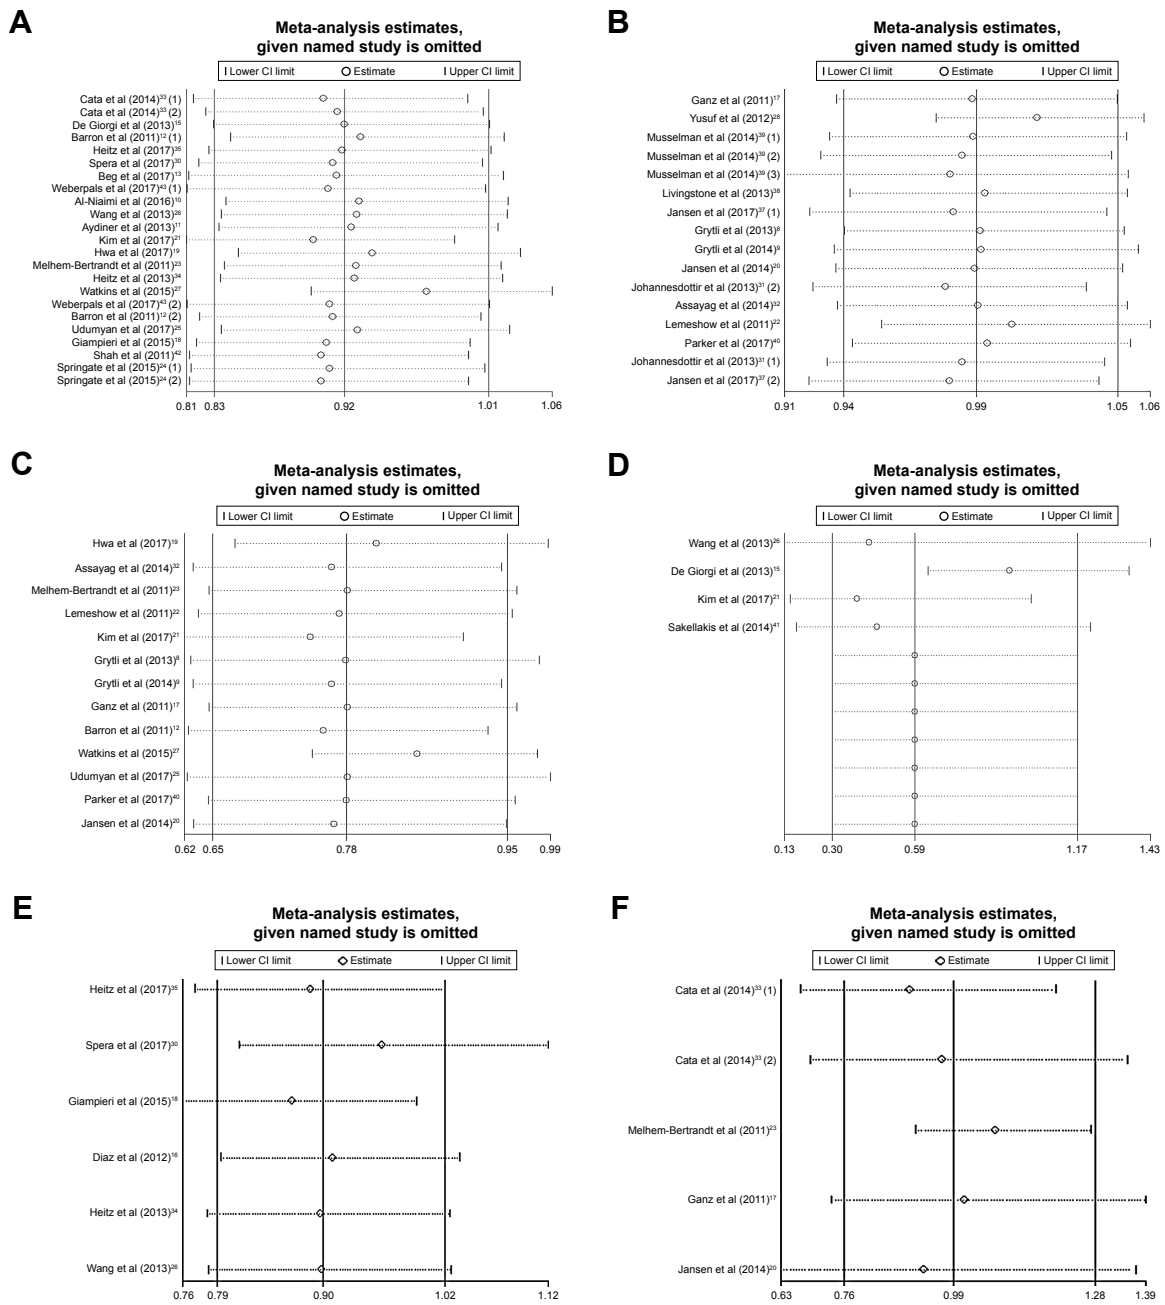 A
Meta-analysis estimates,
given named study is omitted
Lower CI limit Estimate Upper CI limit
Cata et al (2014)³³ (1)
Cata et al (2014)³³ (2)
De Giorgi et al (2013)¹⁵
Barron et al (2011)¹² (1)
Heitz et al (2017)³⁵
Spera et al (2017)³⁰
Beg et al (2017)¹³
Weberpals et al (2017)⁴³ (1)
Al-Niaimi et al (2016)¹⁰
Wang et al (2013)²⁶
Aydiner et al (2013)¹¹
Kim et al (2017)²¹
Hwa et al (2017)¹⁹
Melhem-Bertrandt et al (2011)²³
Heitz et al (2013)³⁴
Watkins et al (2015)²⁷
Weberpals et al (2017)⁴³ (2)
Barron et al (2011)¹² (2)
Udumyan et al (2017)²⁵
Giampieri et al (2015)¹⁸
Shah et al (2011)⁴²
Springate et al (2015)²⁴ (1)
Springate et al (2015)²⁴ (2)
0.81 0.83 0.92 1.01 1.06
B
Meta-analysis estimates,
given named study is omitted
Lower CI limit Estimate Upper CI limit
Ganz et al (2011)¹⁷
Yusuf et al (2012)²⁸
Musselman et al (2014)³⁹ (1)
Musselman et al (2014)³⁹ (2)
Musselman et al (2014)³⁹ (3)
Livingstone et al (2013)³⁸
Jansen et al (2017)³⁷ (1)
Grytli et al (2013)⁸
Grytli et al (2014)⁹
Jansen et al (2014)²⁰
Johannesdottir et al (2013)³¹ (2)
Assayag et al (2014)³²
Lemeshow et al (2011)²²
Parker et al (2017)⁴⁰
Johannesdottir et al (2013)³¹ (1)
Jansen et al (2017)³⁷ (2)
0.91 0.94 0.99 1.05 1.06
C
Meta-analysis estimates,
given named study is omitted
Lower CI limit Estimate Upper CI limit
Hwa et al (2017)¹⁹
Assayag et al (2014)³²
Melhem-Bertrandt et al (2011)²³
Lemeshow et al (2011)²²
Kim et al (2017)²¹
Grytli et al (2013)⁸
Grytli et al (2014)⁹
Ganz et al (2011)¹⁷
Barron et al (2011)¹²
Watkins et al (2015)²⁷
Udumyan et al (2017)²⁵
Parker et al (2017)⁴⁰
Jansen et al (2014)²⁰
0.62 0.65 0.78 0.95 0.99
D
Meta-analysis estimates,
given named study is omitted
Lower CI limit Estimate Upper CI limit
Wang et al (2013)²⁶
De Giorgi et al (2013)¹⁵
Kim et al (2017)²¹
Sakellakis et al (2014)⁴¹
0.13 0.30 0.59 1.17 1.43
E
Meta-analysis estimates,
given named study is omitted
Lower CI limit Estimate Upper CI limit
Heitz et al (2017)³⁵
Spera et al (2017)³⁰
Giampieri et al (2015)¹⁸
Diaz et al (2012)¹⁶
Heitz et al (2013)³⁴
Wang et al (2013)²⁶
0.76 0.79 0.90 1.02 1.12
F
Meta-analysis estimates,
given named study is omitted
Lower CI limit Estimate Upper CI limit
Cata et al (2014)³³ (1)
Cata et al (2014)³³ (2)
Melhem-Bertrandt et al (2011)²³
Ganz et al (2011)¹⁷
Jansen et al (2014)²⁰
0.63 0.76 0.99 1.28 1.39